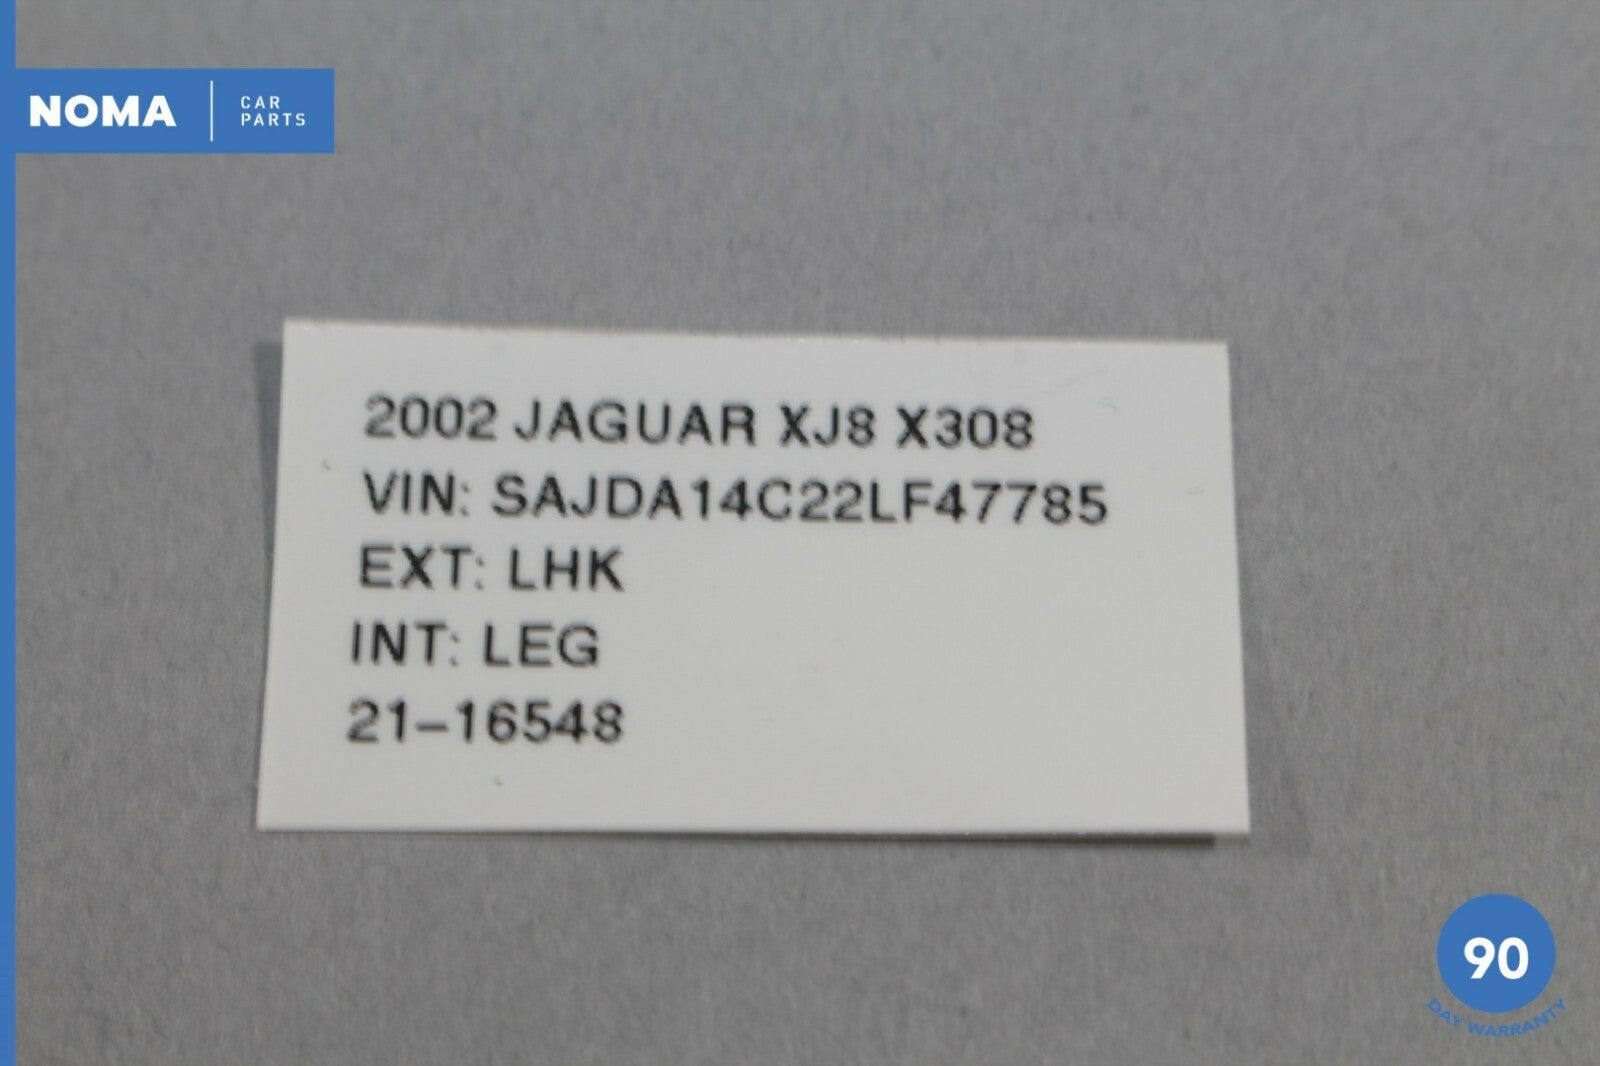 NOMA
CAR
PARTS
2002 JAGUAR XJ8 X308
VIN: SAJDA14C22LF47785
EXT: LHK
INT: LEG
21-16548
90
DAY WARRANTY